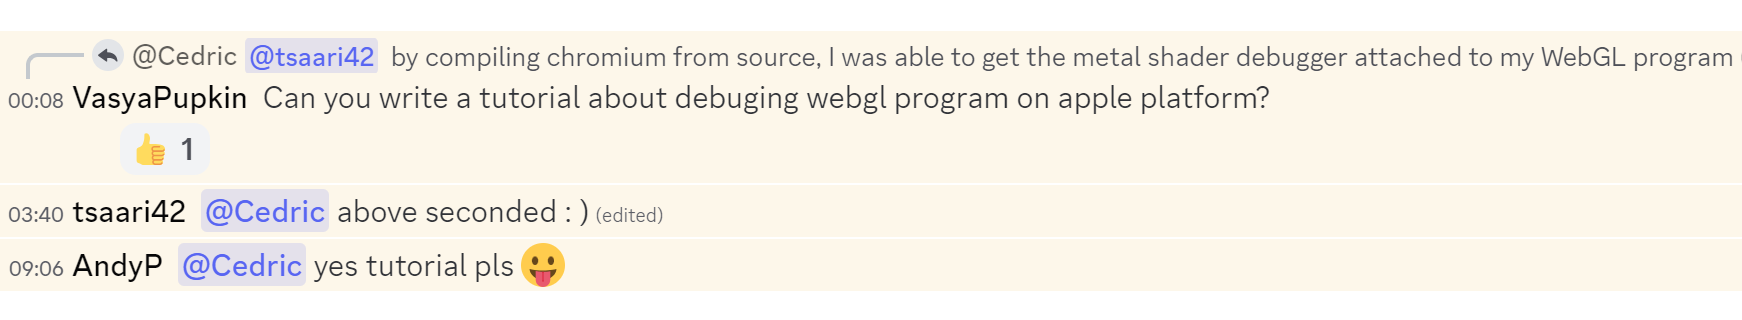 @Cedric @tsaari42 by compiling chromium from source, I was able to get the metal shader debugger attached to my WebGL program
00:08 VasyaPupkin Can you write a tutorial about debuging webgl program on apple platform?
👍 1
03:40 tsaari42 @Cedric above seconded : ) (edited)
09:06 AndyP @Cedric yes tutorial pls 😛